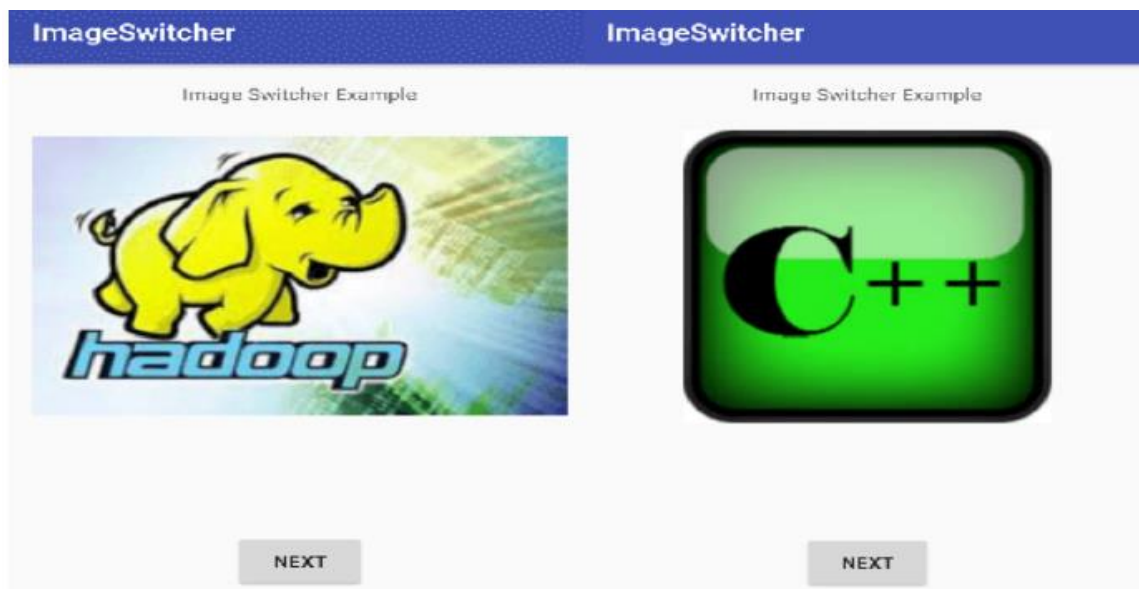 ImageSwitcher
Image Switcher Example
hadoop
NEXT
ImageSwitcher
Image Switcher Example
C++
NEXT